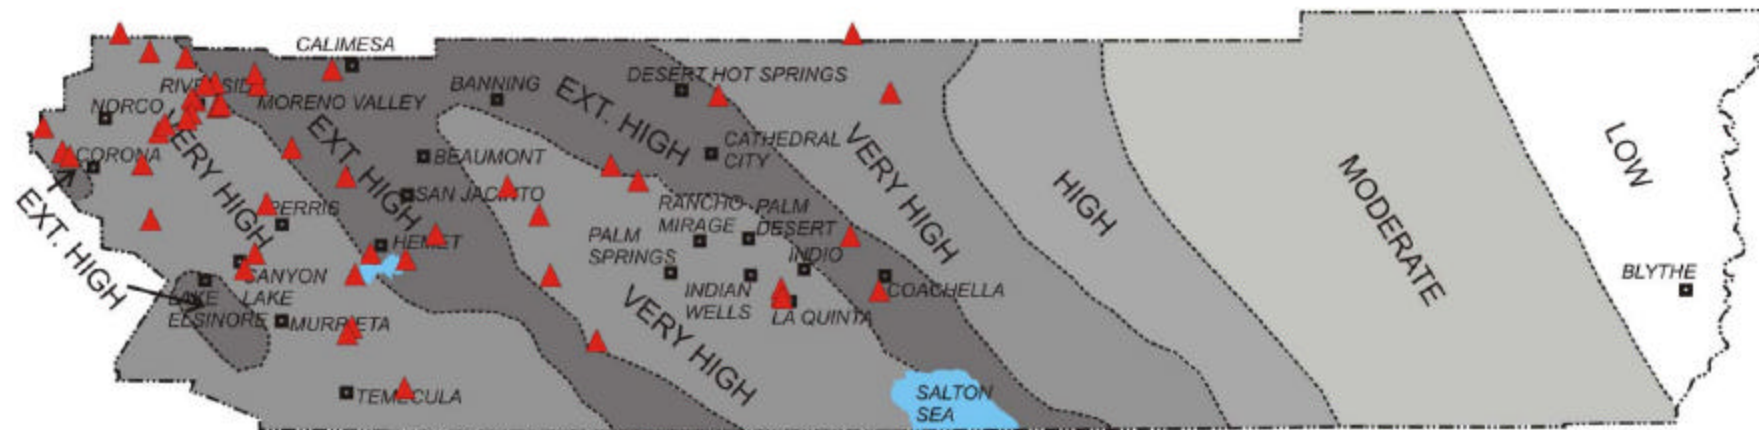 CALIMESA
RIVERSIDE
MORENO VALLEY
BANNING
DESERT HOT SPRINGS
NORCO
CORONA
VERY HIGH
EXT. HIGH
BEAUMONT
EXT. HIGH
CATHEDRAL
CITY
VERY HIGH
HIGH
MODERATE
LOW
EXT. HIGH
SAN JACINTO
PERRIS
HEMET
RANCHO
MIRAGE
PALM
DESERT
PALM
SPRINGS
INDIO
CANYON
LAKE
LAKE
ELSINORE
MURRIETA
INDIAN
WELLS
LA QUINTA
COACHELLA
BLYTHE
VERY HIGH
TEMECULA
SALTON
SEA